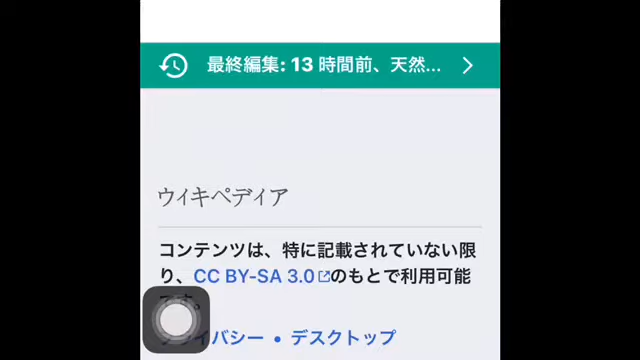 最終編集: 13 時間前、天然...
ウィキペディア
コンテンツは、特に記載されていない限
り、CC BY-SA 3.0のもとで利用可能
です。
バシー • デスクトップ